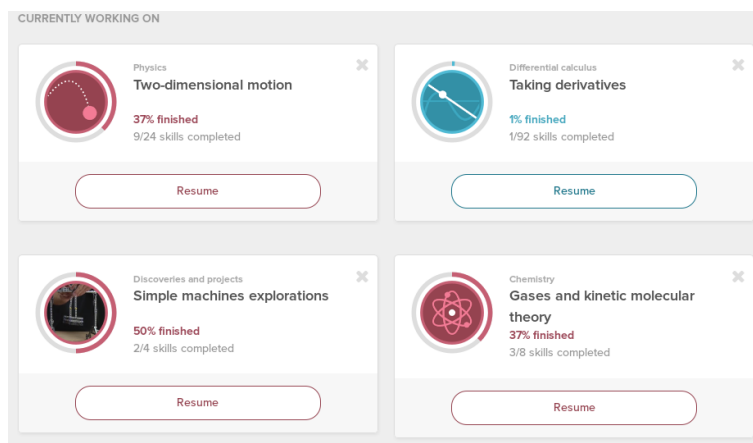 CURRENTLY WORKING ON
Physics
Two-dimensional motion
37% finished
9/24 skills completed
Resume
Differential calculus
Taking derivatives
1% finished
1/92 skills completed
Resume
Discoveries and projects
Simple machines explorations
50% finished
2/4 skills completed
Resume
Chemistry
Gases and kinetic molecular
theory
37% finished
3/8 skills completed
Resume